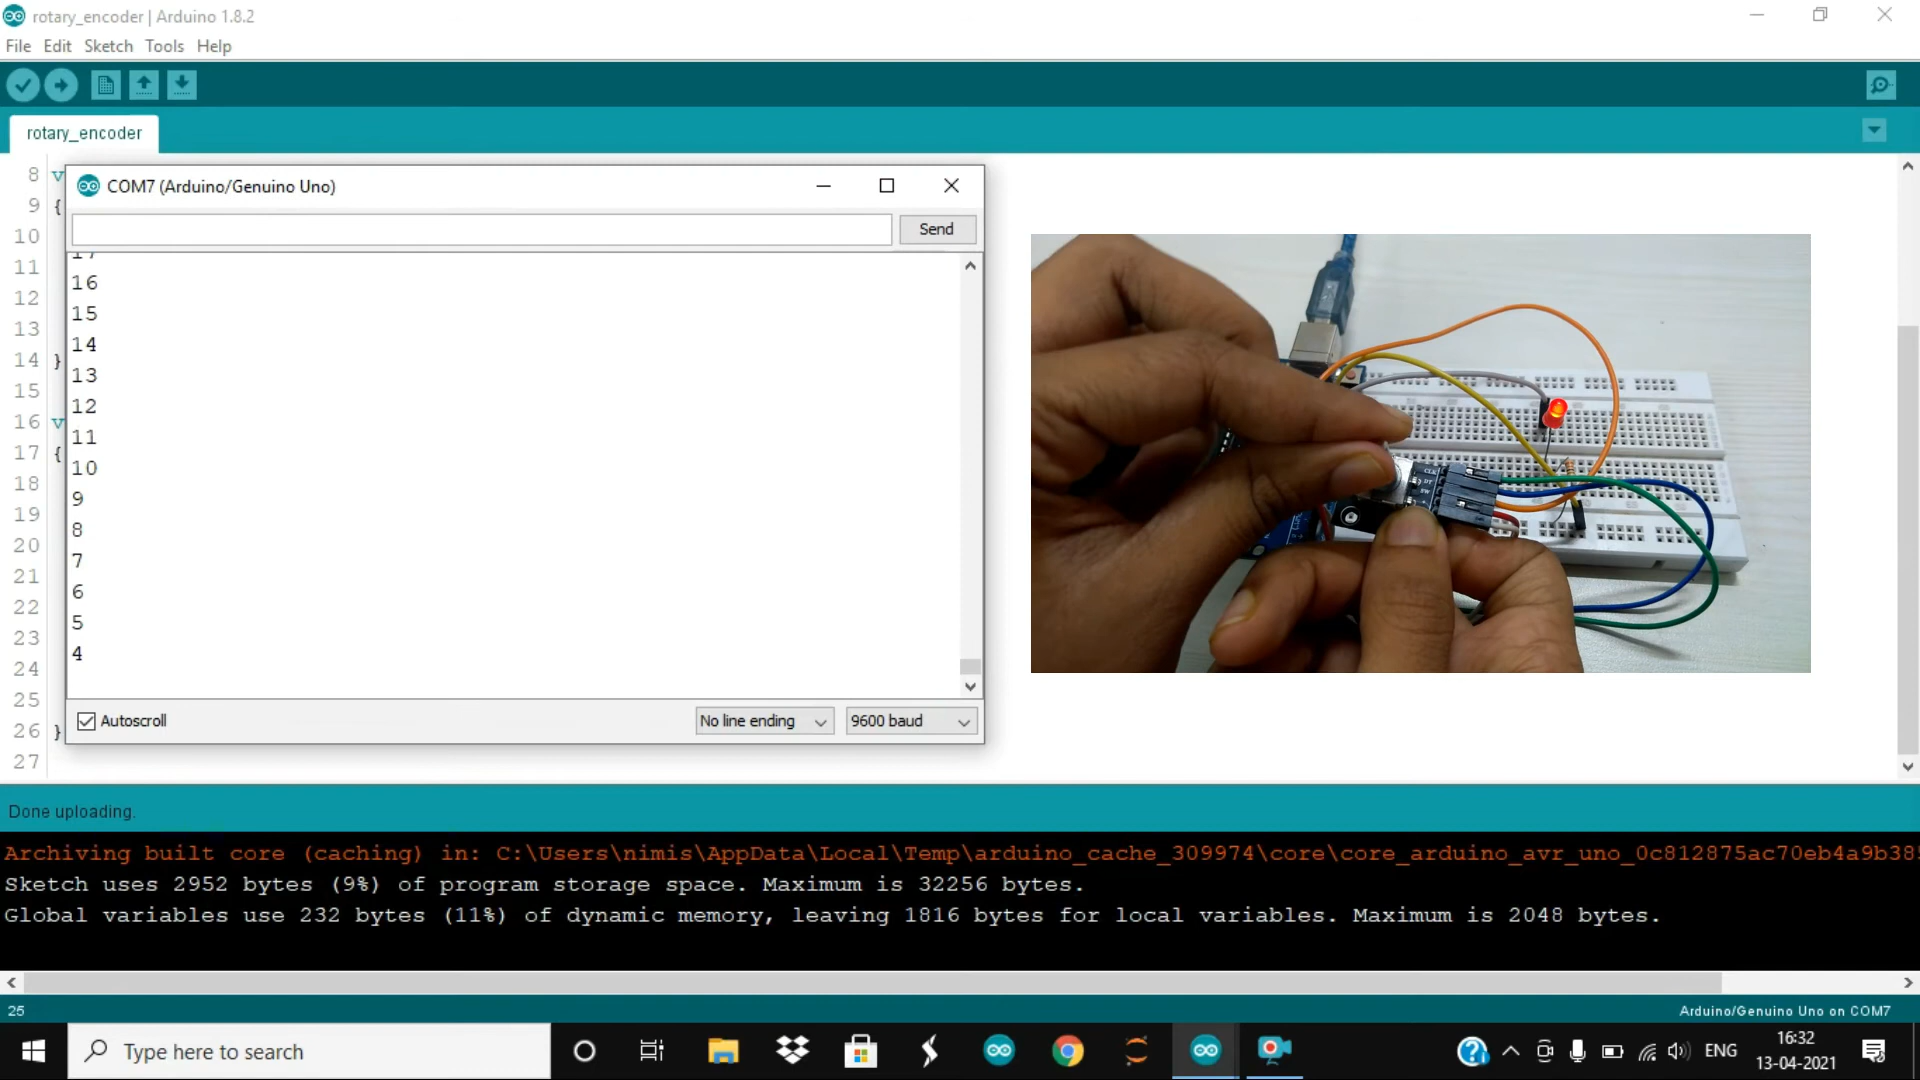 rotary_encoder | Arduino 1.8.2
File Edit Sketch Tools Help
rotary_encoder
8
9 {
10
11
12
13
14 }
15
16
17 {
18
19
20
21
22
23
24
25
26 }
27
COM7 (Arduino/Genuino Uno)
Send
16
15
14
13
12
11
10
9
8
7
6
5
4
Autoscroll
No line ending
9600 baud
CLK
DT
SW
+
Done uploading.
Archiving built core (caching) in: C:\Users\nimis\AppData\Local\Temp\arduino_cache_309974\core\core_arduino_avr_uno_0c812875ac70eb4a9b385
Sketch uses 2952 bytes (9%) of program storage space. Maximum is 32256 bytes.
Global variables use 232 bytes (11%) of dynamic memory, leaving 1816 bytes for local variables. Maximum is 2048 bytes.
25
Arduino/Genuino Uno on COM7
Type here to search
ENG
16:32
13-04-2021